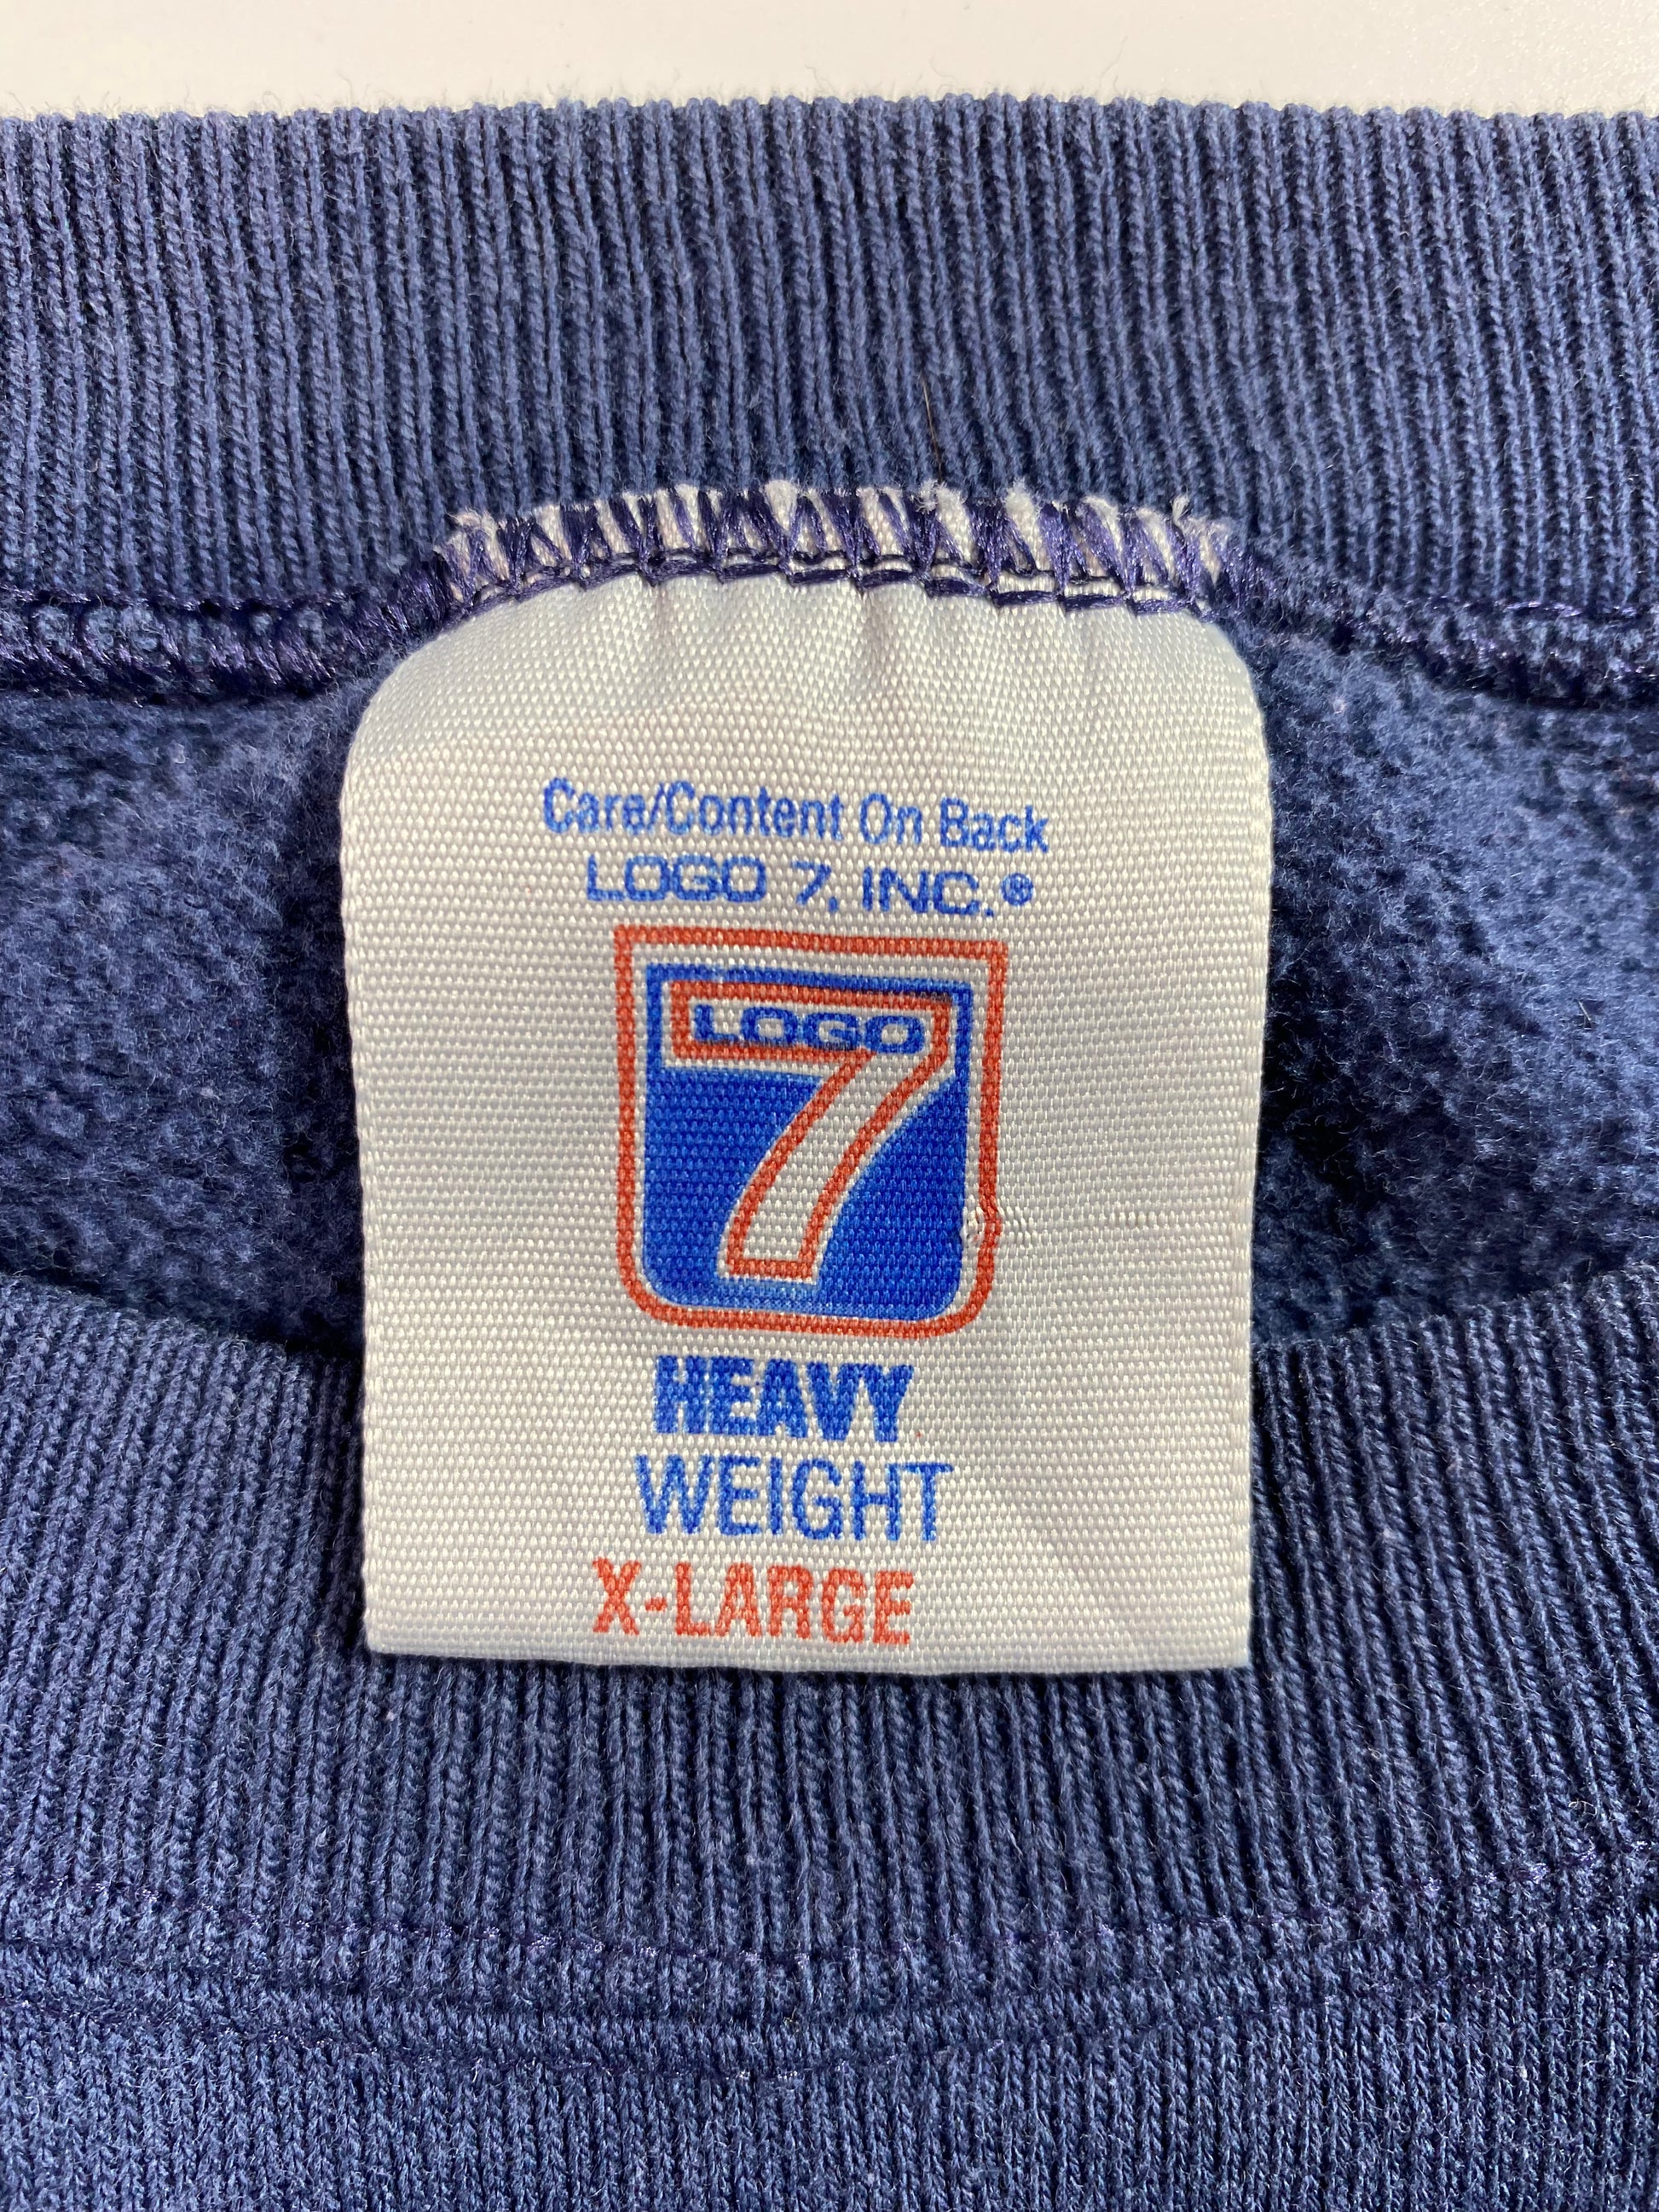 Care/Content On Back
LOGO 7, INC.®
LOGO
7
HEAVY
WEIGHT
X-LARGE